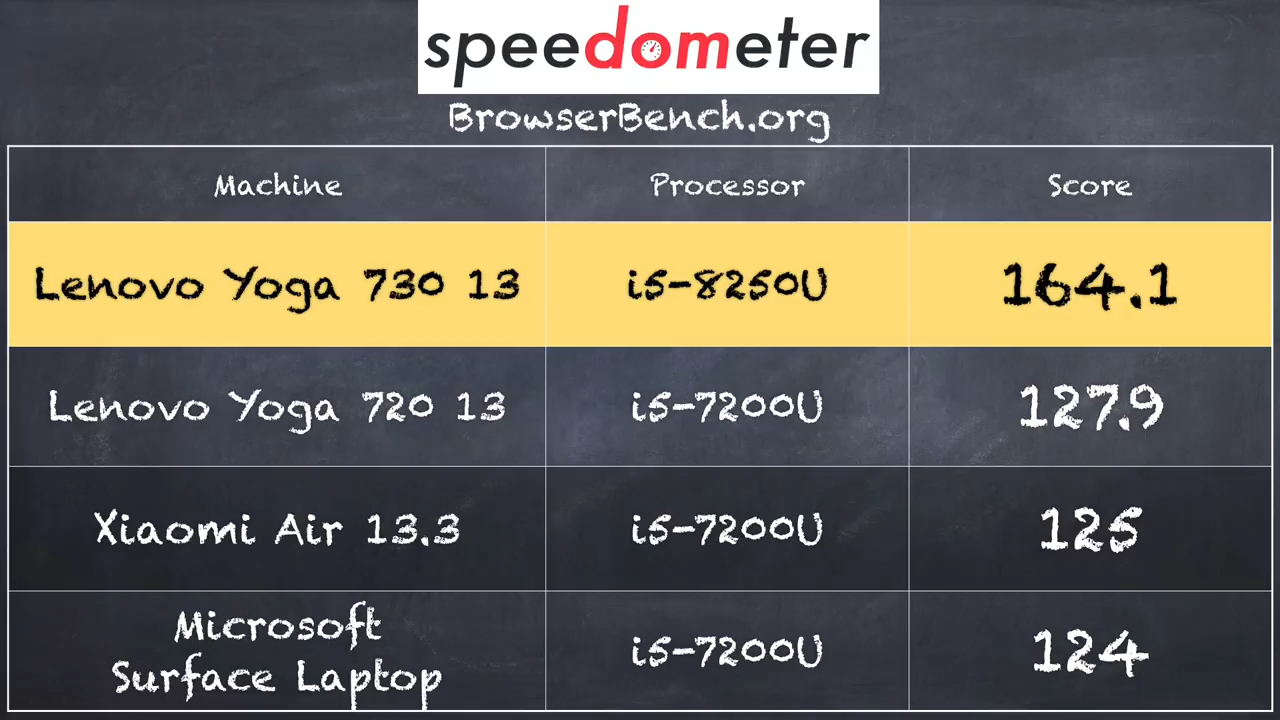 speedometer
BrowserBench.org
Machine Processor Score
Lenovo Yoga 730 13 i5-8250U 164.1
Lenovo Yoga 720 13 i5-7200U 127.9
Xiaomi Air 13.3 i5-7200U 125
Microsoft
Surface Laptop i5-7200U 124